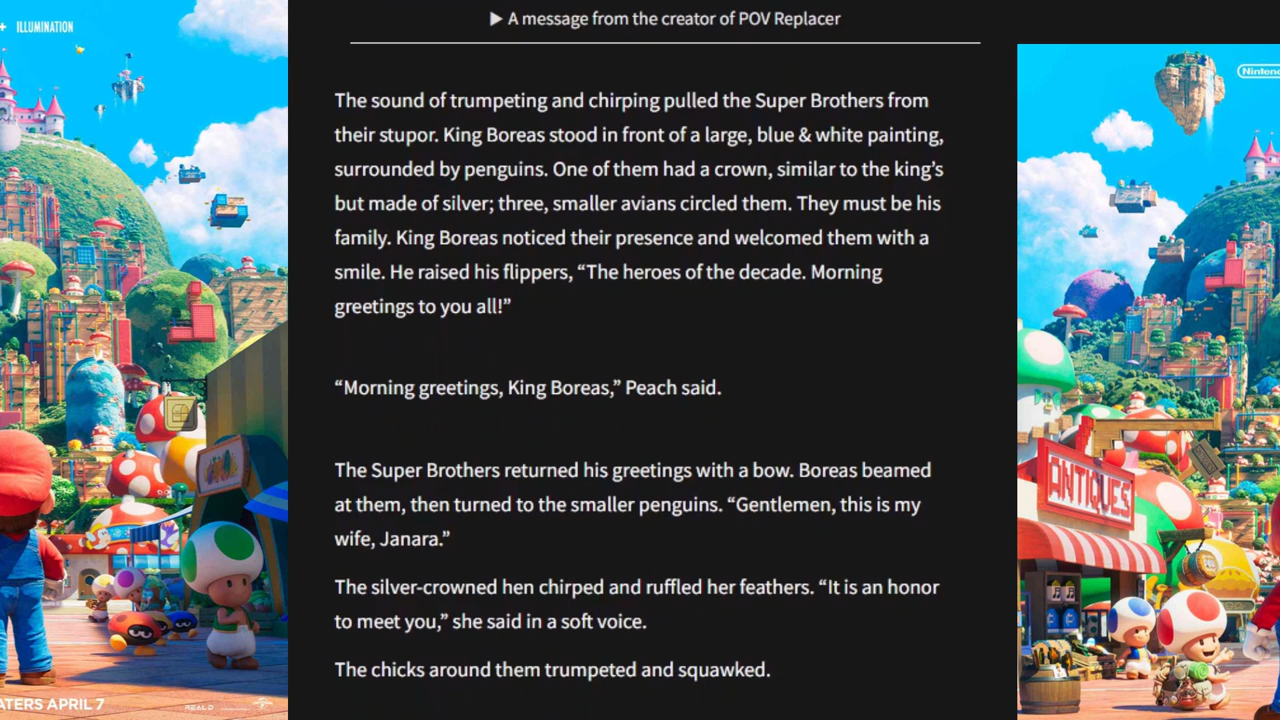 ILLUMINATION
▶ A message from the creator of POV Replacer
The sound of trumpeting and chirping pulled the Super Brothers from
their stupor. King Boreas stood in front of a large, blue & white painting,
surrounded by penguins. One of them had a crown, similar to the king’s
but made of silver; three, smaller avians circled them. They must be his
family. King Boreas noticed their presence and welcomed them with a
smile. He raised his flippers, “The heroes of the decade. Morning
greetings to you all!”
“Morning greetings, King Boreas,” Peach said.
The Super Brothers returned his greetings with a bow. Boreas beamed
at them, then turned to the smaller penguins. “Gentlemen, this is my
wife, Janara.”
The silver-crowned hen chirped and ruffled her feathers. “It is an honor
to meet you,” she said in a soft voice.
The chicks around them trumpeted and squawked.
ATERS APRIL 7
REALD
Ninten
ANTIQUES